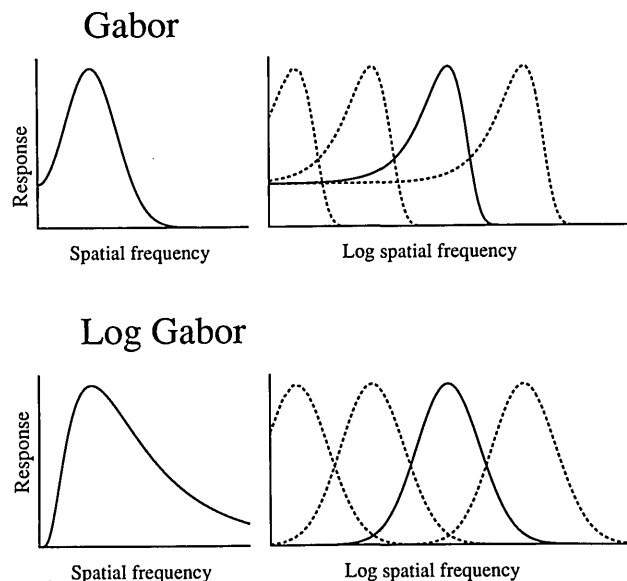 Gabor
Response
Spatial frequency
Log spatial frequency
Log Gabor
Response
Spatial frequency
Log spatial frequency